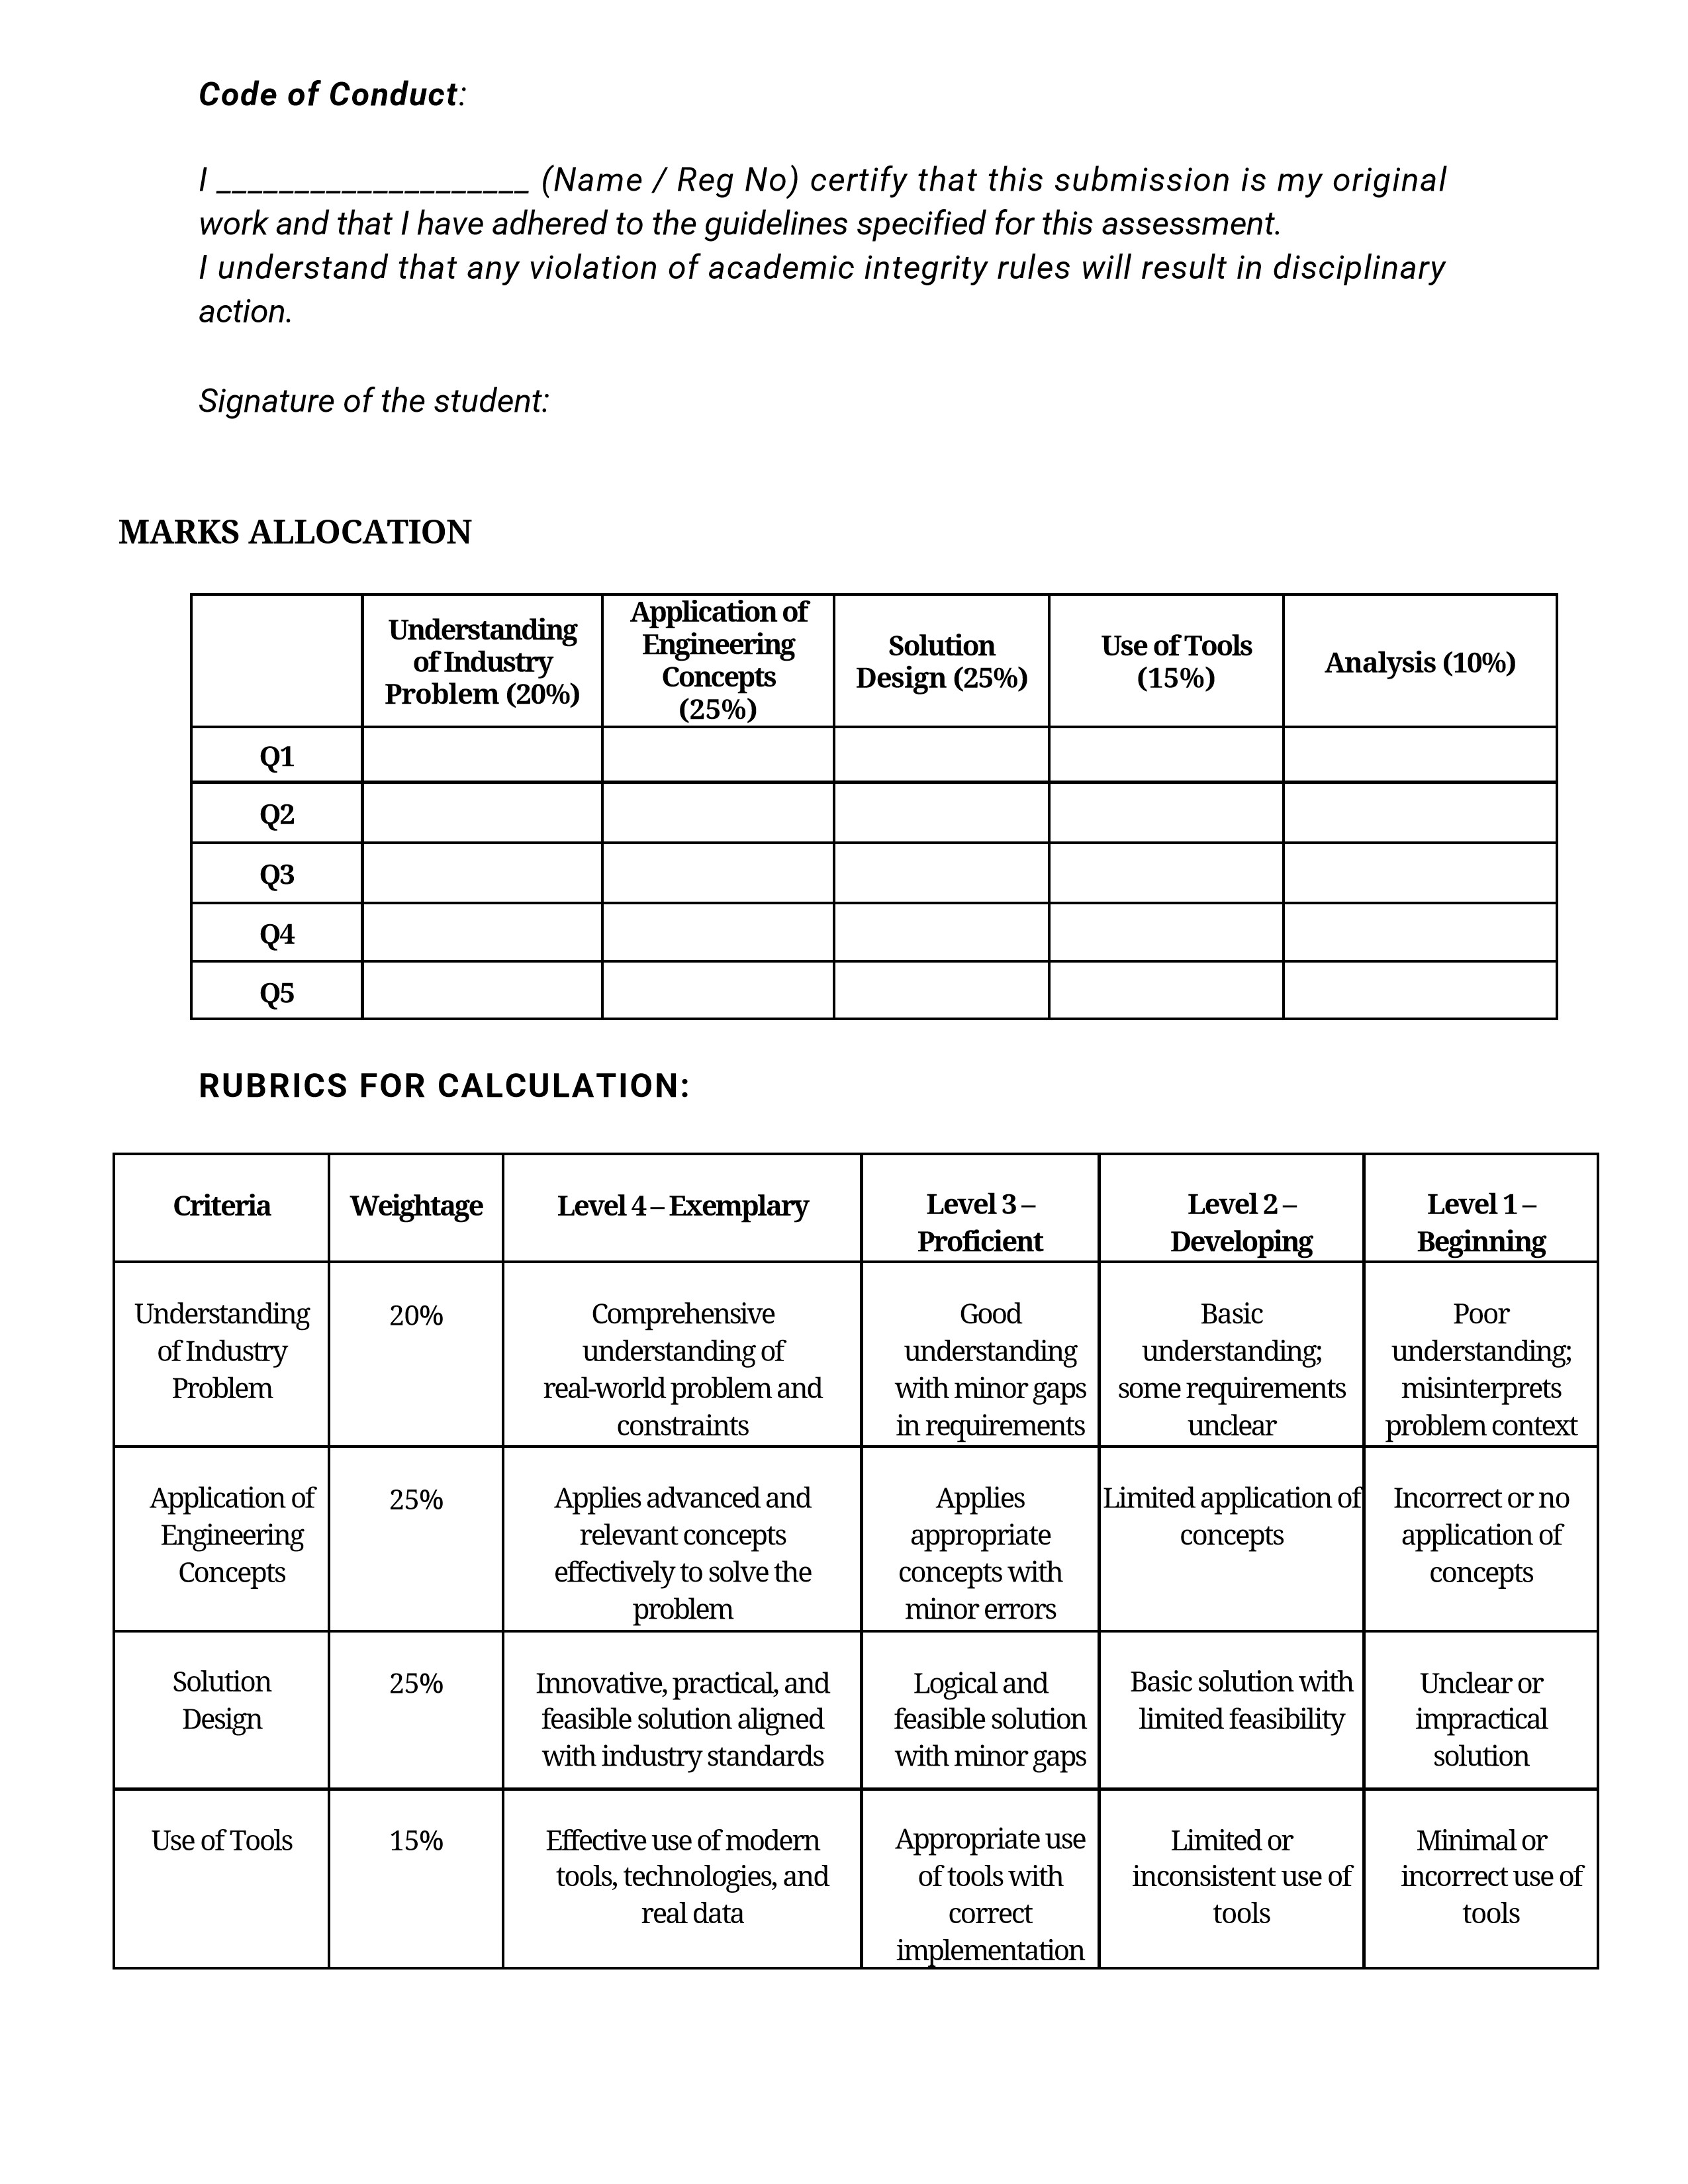 Code of Conduct:
I ____________________ (Name / Reg No) certify that this submission is my original
work and that I have adhered to the guidelines specified for this assessment.
I understand that any violation of academic integrity rules will result in disciplinary
action.
Signature of the student:
MARKS ALLOCATION
Understanding
of Industry
Problem (20%)
Application of
Engineering
Concepts
(25%)
Solution
Design (25%)
Use of Tools
(15%)
Analysis (10%)
Q1
Q2
Q3
Q4
Q5
RUBRICS FOR CALCULATION:
Criteria
Weightage
Level 4 – Exemplary
Level 3 –
Proficient
Level 2 –
Developing
Level 1 –
Beginning
Understanding
of Industry
Problem
20%
Comprehensive
understanding of
real-world problem and
constraints
Good
understanding
with minor gaps
in requirements
Basic
understanding;
some requirements
unclear
Poor
understanding;
misinterprets
problem context
Application of
Engineering
Concepts
25%
Applies advanced and
relevant concepts
effectively to solve the
problem
Applies
appropriate
concepts with
minor errors
Limited application of
concepts
Incorrect or no
application of
concepts
Solution
Design
25%
Innovative, practical, and
feasible solution aligned
with industry standards
Logical and
feasible solution
with minor gaps
Basic solution with
limited feasibility
Unclear or
impractical
solution
Use of Tools
15%
Effective use of modern
tools, technologies, and
real data
Appropriate use
of tools with
correct
implementation
Limited or
inconsistent use of
tools
Minimal or
incorrect use of
tools